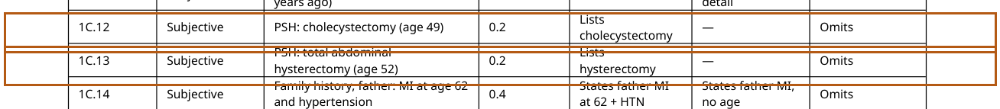 years ago) detail
1C.12 Subjective PSH: cholecystectomy (age 49) 0.2 Lists cholecystectomy — Omits
1C.13 Subjective PSH: total abdominal hysterectomy (age 52) 0.2 Lists hysterectomy — Omits
1C.14 Subjective Family history, father: MI at age 62 and hypertension 0.4 States father MI at 62 + HTN States father MI, no age Omits